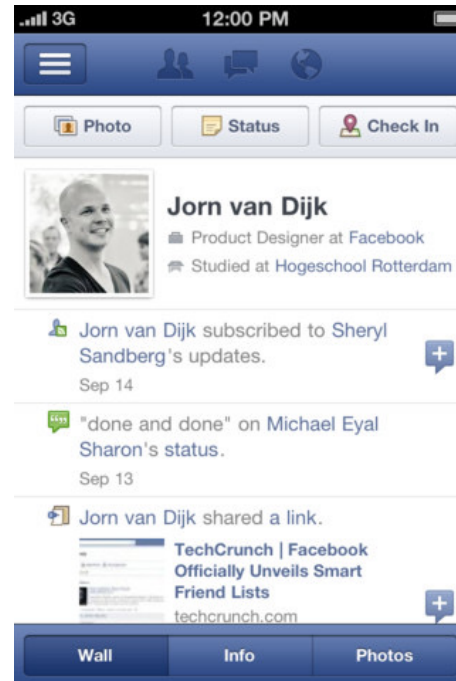 3G 12:00 PM
Photo Status Check In
Jorn van Dijk
Product Designer at Facebook
Studied at Hogeschool Rotterdam
Jorn van Dijk subscribed to Sheryl
Sandberg's updates.
Sep 14
"done and done" on Michael Eyal
Sharon's status.
Sep 13
Jorn van Dijk shared a link.
TechCrunch | Facebook
Officially Unveils Smart
Friend Lists
techcrunch.com
Wall Info Photos